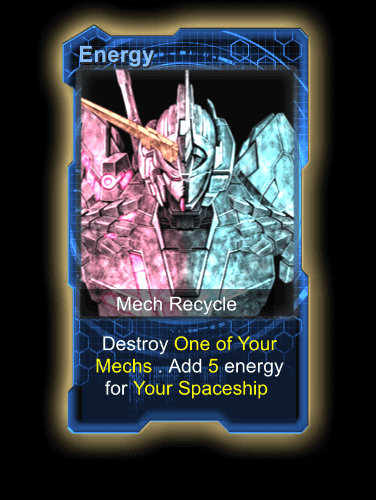 Energy
Mech Recycle
Destroy One of Your
Mechs . Add 5 energy
for Your Spaceship